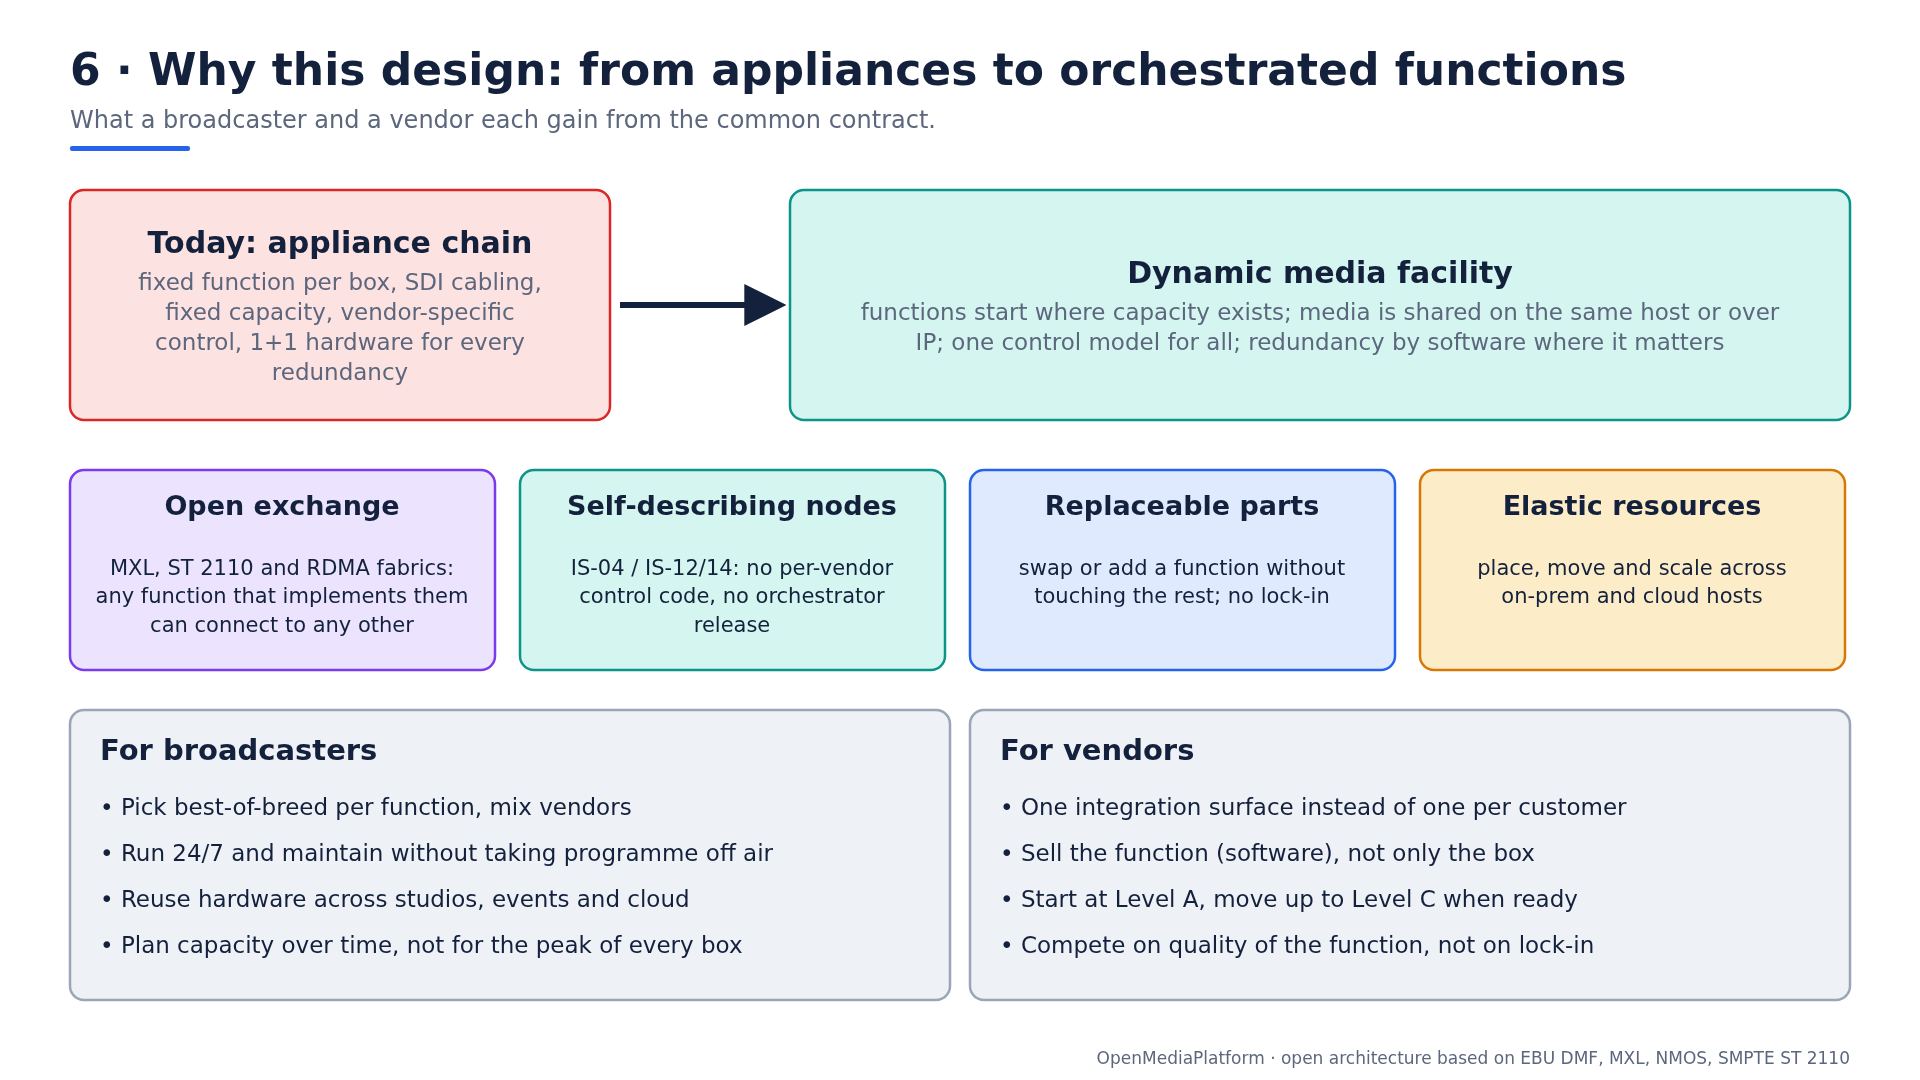 6 · Why this design: from appliances to orchestrated functions
What a broadcaster and a vendor each gain from the common contract.
Today: appliance chain
fixed function per box, SDI cabling,
fixed capacity, vendor-specific
control, 1+1 hardware for every
redundancy
Dynamic media facility
functions start where capacity exists; media is shared on the same host or over
IP; one control model for all; redundancy by software where it matters
Open exchange
MXL, ST 2110 and RDMA fabrics:
any function that implements them
can connect to any other
Self-describing nodes
IS-04 / IS-12/14: no per-vendor
control code, no orchestrator
release
Replaceable parts
swap or add a function without
touching the rest; no lock-in
Elastic resources
place, move and scale across
on-prem and cloud hosts
For broadcasters
• Pick best-of-breed per function, mix vendors
• Run 24/7 and maintain without taking programme off air
• Reuse hardware across studios, events and cloud
• Plan capacity over time, not for the peak of every box
For vendors
• One integration surface instead of one per customer
• Sell the function (software), not only the box
• Start at Level A, move up to Level C when ready
• Compete on quality of the function, not on lock-in
OpenMediaPlatform · open architecture based on EBU DMF, MXL, NMOS, SMPTE ST 2110